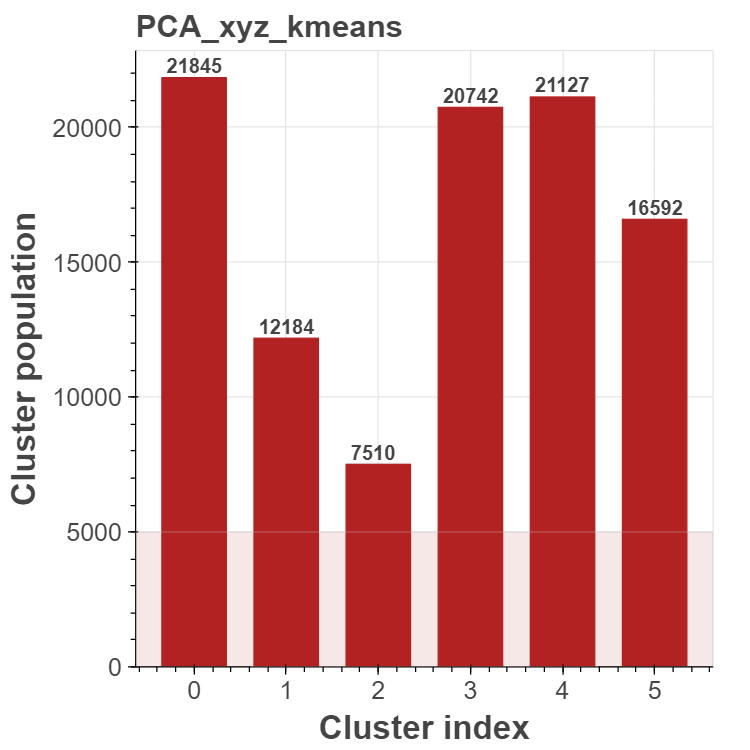 PCA_xyz_kmeans
21845
21127
20742
20000
16592
15000
12184
10000
7510
5000
0
Cluster population
0 1 2 3 4 5
Cluster index